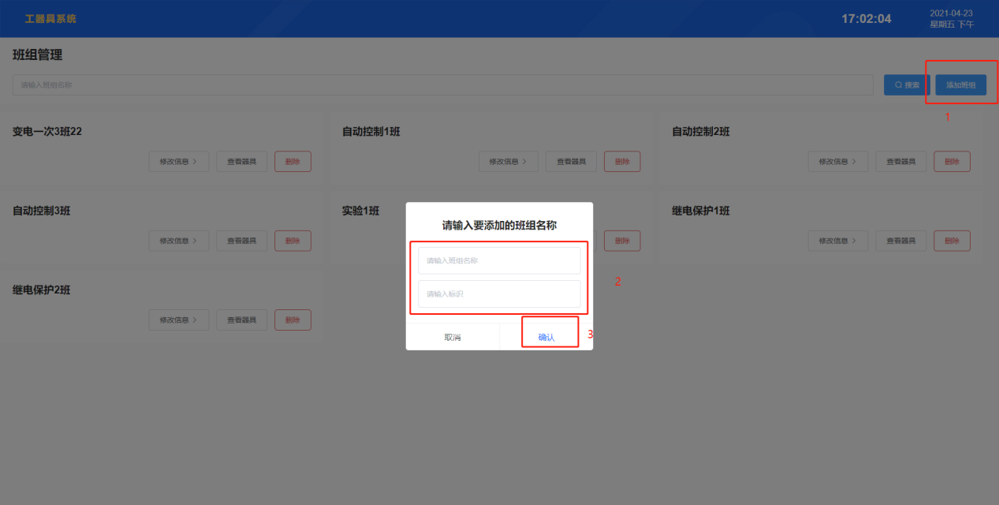 工器具系统
17:02:04
2021-04-23
星期五 下午
班组管理
请输入班组名称
搜索
添加班组
1
变电一次3班22
自动控制1班
自动控制2班
修改信息 >
查看器具
删除
修改信息 >
查看器具
删除
修改信息 >
查看器具
删除
自动控制3班
实验1班
继电保护1班
修改信息 >
查看器具
删除
删除
修改信息 >
查看器具
删除
请输入要添加的班组名称
请输入班组名称
请输入标识
2
取消
确认
3
继电保护2班
修改信息 >
查看器具
删除